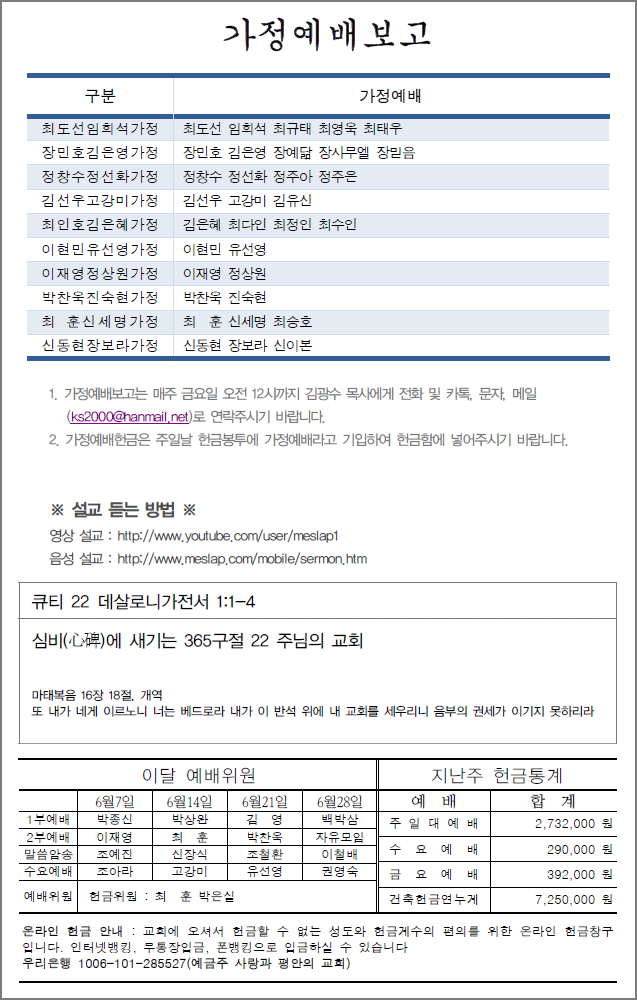 가정예배보고
구분 가정예배
최도선임희석가정 최도선 임희석 최규태 최영욱 최태우
장민호김은영가정 장민호 김은영 장예닮 장사무엘 장믿음
정창수정선화가정 정창수 정선화 정주아 정주은
김선우고강미가정 김선우 고강미 김유신
최인호김은혜가정 김은혜 최다인 최정인 최수인
이현민유선영가정 이현민 유선영
이재영정상원가정 이재영 정상원
박찬욱진숙현가정 박찬욱 진숙현
최 훈신세명가정 최 훈 신세명 최승호
신동현장보라가정 신동현 장보라 신이본
1. 가정예배보고는 매주 금요일 오전 12시까지 김광수 목사에게 전화 및 카톡, 문자, 메일
(ks2000@hanmail.net)로 연락주시기 바랍니다.
2. 가정예배헌금은 주일날 헌금봉투에 가정예배라고 기입하여 헌금함에 넣어주시기 바랍니다.
※ 설교 듣는 방법 ※
영상 설교 : http://www.youtube.com/user/meslap1
음성 설교 : http://www.meslap.com/mobile/sermon.htm
큐티 22 데살로니가전서 1:1-4
심비(心碑)에 새기는 365구절 22 주님의 교회
마태복음 16장 18절, 개역
또 내가 네게 이르노니 너는 베드로라 내가 이 반석 위에 내 교회를 세우리니 음부의 권세가 이기지 못하리라
이달 예배위원
6월7일 6월14일 6월21일 6월28일
1부예배 박종신 박상완 김 영 백박삼
2부예배 이재영 최 훈 박찬욱 자유모임
말씀암송 조예진 신장식 조철환 이철배
수요예배 조아라 고강미 유선영 권영숙
예배위원 헌금위원 : 최 훈 박은실
지난주 헌금통계
예 배 합 계
주 일 대 예 배 2,732,000 원
수 요 예 배 290,000 원
금 요 예 배 392,000 원
건축헌금연누계 7,250,000 원
온라인 헌금 안내 : 교회에 오셔서 헌금할 수 없는 성도와 헌금계수의 편의를 위한 온라인 헌금창구
입니다. 인터넷뱅킹, 무통장입금, 폰뱅킹으로 입금하실 수 있습니다
우리은행 1006-101-285527(예금주 사랑과 평안의 교회)